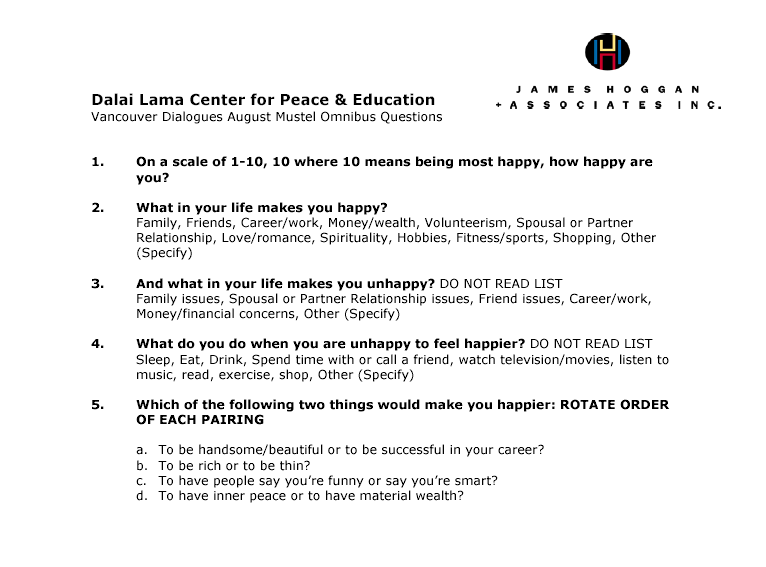 JAMES HOGGAN
+ ASSOCIATES INC.
Dalai Lama Center for Peace & Education
Vancouver Dialogues August Mustel Omnibus Questions
1. On a scale of 1-10, 10 where 10 means being most happy, how happy are
you?
2. What in your life makes you happy?
Family, Friends, Career/work, Money/wealth, Volunteerism, Spousal or Partner
Relationship, Love/romance, Spirituality, Hobbies, Fitness/sports, Shopping, Other
(Specify)
3. And what in your life makes you unhappy? DO NOT READ LIST
Family issues, Spousal or Partner Relationship issues, Friend issues, Career/work,
Money/financial concerns, Other (Specify)
4. What do you do when you are unhappy to feel happier? DO NOT READ LIST
Sleep, Eat, Drink, Spend time with or call a friend, watch television/movies, listen to
music, read, exercise, shop, Other (Specify)
5. Which of the following two things would make you happier: ROTATE ORDER
OF EACH PAIRING
a. To be handsome/beautiful or to be successful in your career?
b. To be rich or to be thin?
c. To have people say you’re funny or say you’re smart?
d. To have inner peace or to have material wealth?